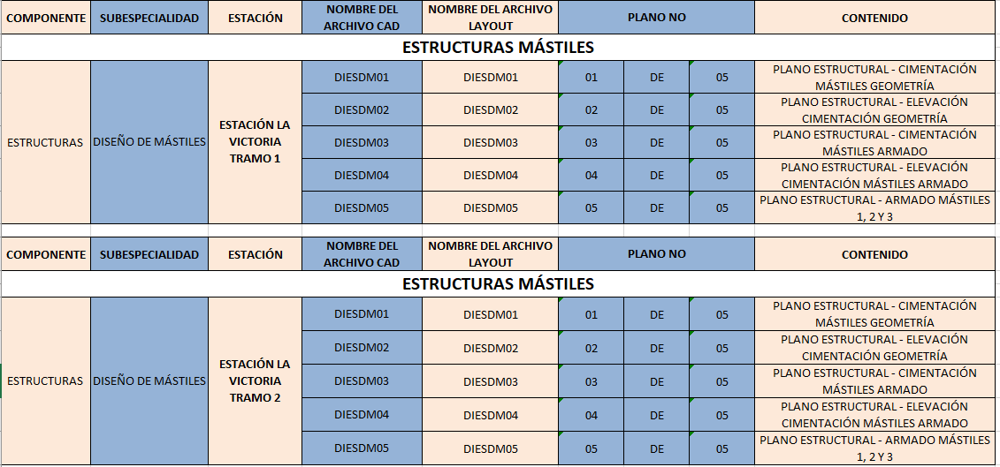 COMPONENTE SUBESPECIALIDAD ESTACIÓN NOMBRE DEL ARCHIVO CAD NOMBRE DEL ARCHIVO LAYOUT PLANO NO CONTENIDO
ESTRUCTURAS MÁSTILES
ESTRUCTURAS DISEÑO DE MÁSTILES ESTACIÓN LA VICTORIA TRAMO 1
DIESDM01 DIESDM01 01 DE 05 PLANO ESTRUCTURAL - CIMENTACIÓN MÁSTILES GEOMETRÍA
DIESDM02 DIESDM02 02 DE 05 PLANO ESTRUCTURAL - ELEVACIÓN CIMENTACIÓN GEOMETRÍA
DIESDM03 DIESDM03 03 DE 05 PLANO ESTRUCTURAL - CIMENTACIÓN MÁSTILES ARMADO
DIESDM04 DIESDM04 04 DE 05 PLANO ESTRUCTURAL - ELEVACIÓN CIMENTACIÓN MÁSTILES ARMADO
DIESDM05 DIESDM05 05 DE 05 PLANO ESTRUCTURAL - ARMADO MÁSTILES 1, 2 Y 3
COMPONENTE SUBESPECIALIDAD ESTACIÓN NOMBRE DEL ARCHIVO CAD NOMBRE DEL ARCHIVO LAYOUT PLANO NO CONTENIDO
ESTRUCTURAS MÁSTILES
ESTRUCTURAS DISEÑO DE MÁSTILES ESTACIÓN LA VICTORIA TRAMO 2
DIESDM01 DIESDM01 01 DE 05 PLANO ESTRUCTURAL - CIMENTACIÓN MÁSTILES GEOMETRÍA
DIESDM02 DIESDM02 02 DE 05 PLANO ESTRUCTURAL - ELEVACIÓN CIMENTACIÓN GEOMETRÍA
DIESDM03 DIESDM03 03 DE 05 PLANO ESTRUCTURAL - CIMENTACIÓN MÁSTILES ARMADO
DIESDM04 DIESDM04 04 DE 05 PLANO ESTRUCTURAL - ELEVACIÓN CIMENTACIÓN MÁSTILES ARMADO
DIESDM05 DIESDM05 05 DE 05 PLANO ESTRUCTURAL - ARMADO MÁSTILES 1, 2 Y 3